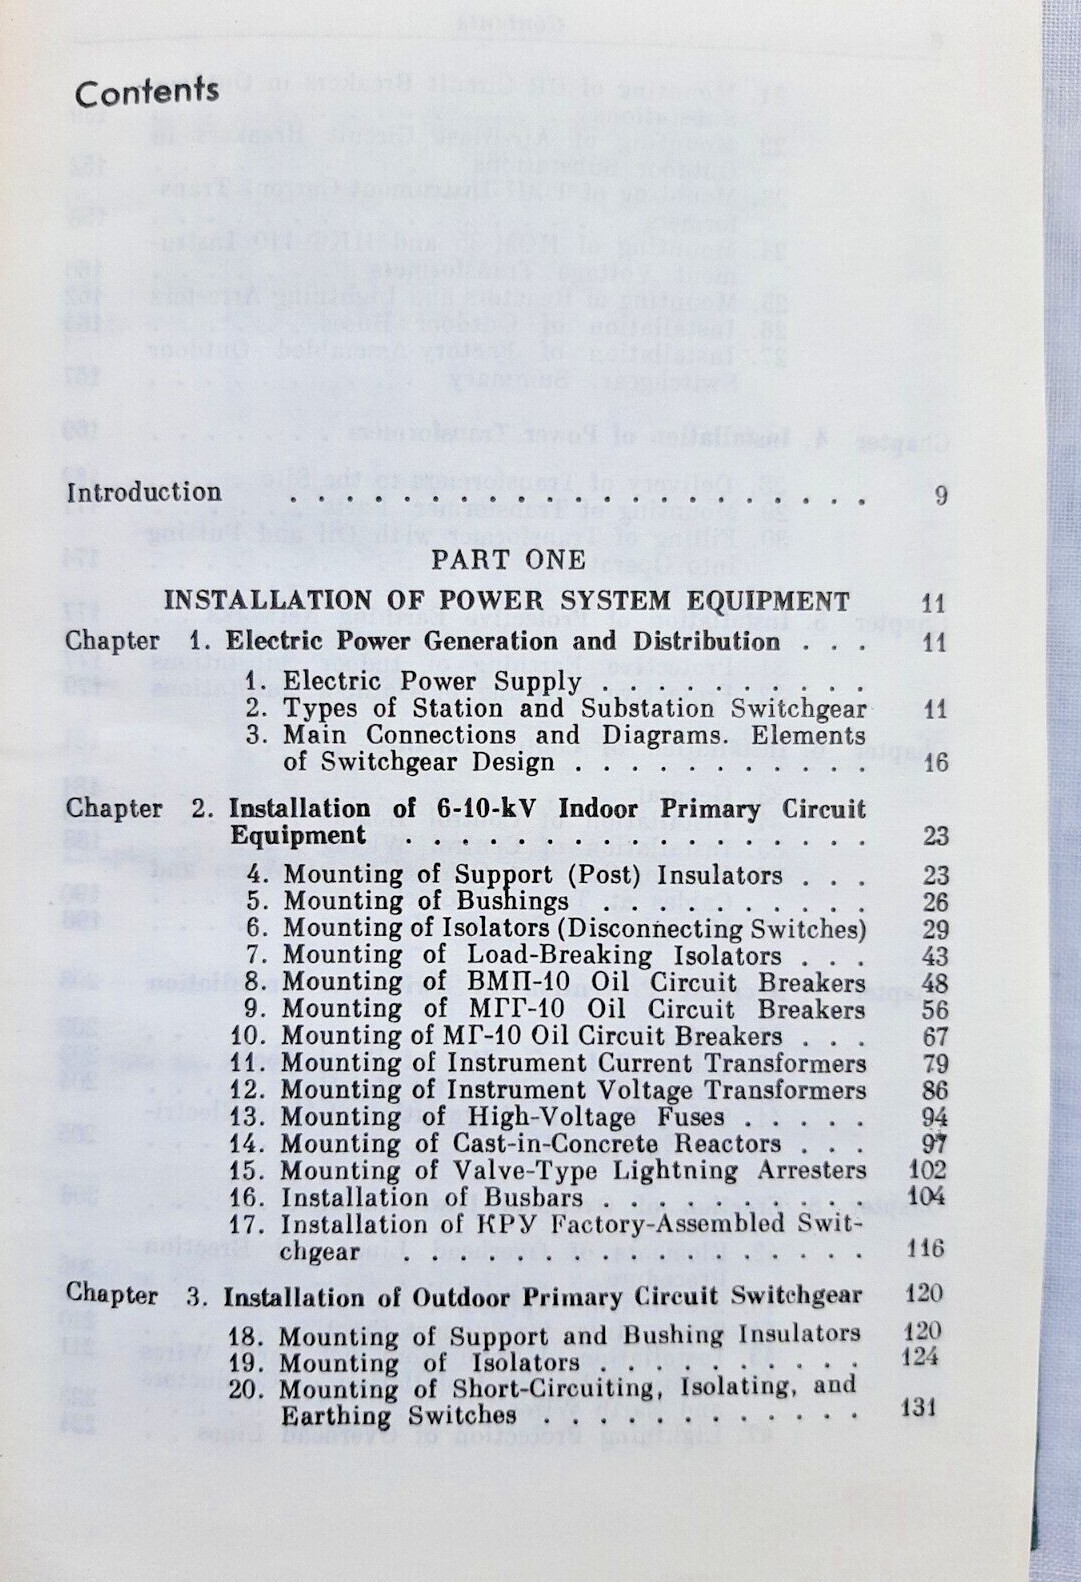 Contents
Introduction . . . . . . . . . . . . . . . . . . . . . 9
PART ONE
INSTALLATION OF POWER SYSTEM EQUIPMENT 11
Chapter 1. Electric Power Generation and Distribution . . . 11
1. Electric Power Supply . . . . . . . . . .
2. Types of Station and Substation Switchgear 11
3. Main Connections and Diagrams. Elements
of Switchgear Design . . . . . . . . . . . 16
Chapter 2. Installation of 6-10-kV Indoor Primary Circuit
Equipment . . . . . . . . . . . . . . . . . 23
4. Mounting of Support (Post) Insulators . . . 23
5. Mounting of Bushings . . . . . . . . . . 26
6. Mounting of Isolators (Disconnecting Switches) 29
7. Mounting of Load-Breaking Isolators . . . 43
8. Mounting of ВМП-10 Oil Circuit Breakers 48
9. Mounting of МГГ-10 Oil Circuit Breakers 56
10. Mounting of МГ-10 Oil Circuit Breakers . . . 67
11. Mounting of Instrument Current Transformers 79
12. Mounting of Instrument Voltage Transformers 86
13. Mounting of High-Voltage Fuses . . . . . 94
14. Mounting of Cast-in-Concrete Reactors . . . 97
15. Mounting of Valve-Type Lightning Arresters 102
16. Installation of Busbars . . . . . . . . . . 104
17. Installation of КРУ Factory-Assembled Swit-
chgear . . . . . . . . . . . . . . . . . 116
Chapter 3. Installation of Outdoor Primary Circuit Switchgear 120
18. Mounting of Support and Bushing Insulators 120
19. Mounting of Isolators . . . . . . . . . . 124
20. Mounting of Short-Circuiting, Isolating, and
Earthing Switches . . . . . . . . . . . . 131